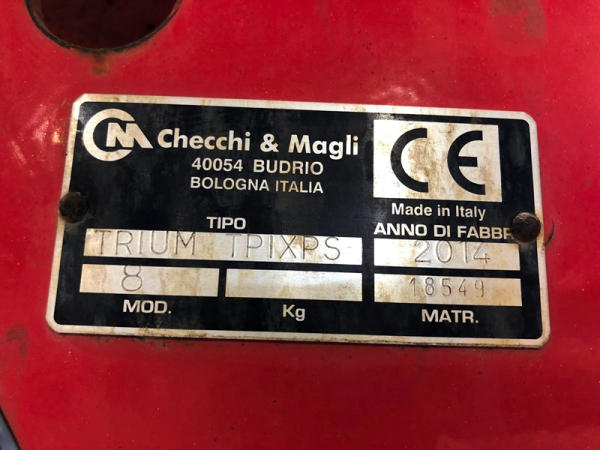 CM Checchi & Magli
40054 BUDRIO
BOLOGNA ITALIA
CE
Made in Italy
TIPO
ANNO DI FABBR
TRIUM TPIXPS
2014
8
18549
MOD.
Kg
MATR.